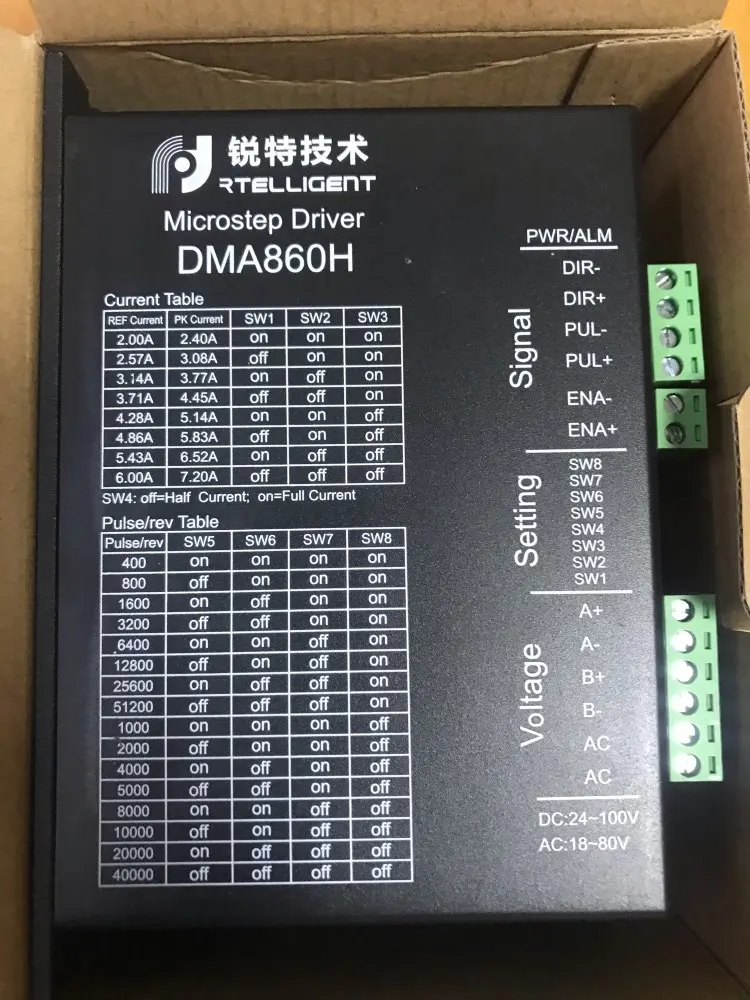 锐特技术
RTELLIGENT
Microstep Driver
DMA860H
Current Table
REF Current PK Current SW1 SW2 SW3
2.00A 2.40A on on on
2.57A 3.08A off on on
3.14A 3.77A on off on
3.71A 4.45A off off on
4.28A 5.14A on on off
4.86A 5.83A off on off
5.43A 6.52A on off off
6.00A 7.20A off off off
SW4: off=Half Current; on=Full Current
Pulse/rev Table
Pulse/rev SW5 SW6 SW7 SW8
400 on on on on
800 off on on on
1600 on off on on
3200 off off on on
6400 on on off on
12800 off on off on
25600 on off off on
51200 off off off on
1000 on on on off
2000 off on on off
4000 on off on off
5000 off off on off
8000 on on off off
10000 off on off off
20000 on off off off
40000 off off off off
PWR/ALM
Signal
DIR-
DIR+
PUL-
PUL+
ENA-
ENA+
Setting
SW8
SW7
SW6
SW5
SW4
SW3
SW2
SW1
Voltage
A+
A-
B+
B-
AC
AC
DC:24~100V
AC:18~80V